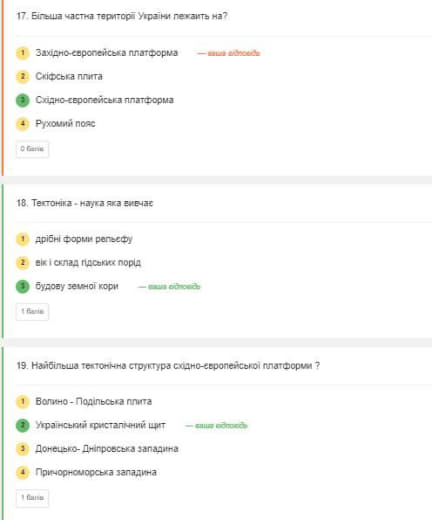 17. Більша частна території України лежаить на?
1 Західно-європейська платформа — ваша відповідь
2 Скіфська плита
3 Східно-європейська платформа
4 Рухомий пояс
0 балів
18. Тектоніка - наука яка вивчає
1 дрібні форми рельєфу
2 вік і склад гідських порід
3 будову земної кори — ваша відповідь
1 балів
19. Найбільша тектонічна структура східно-європейської платформи ?
1 Волино - Подільська плита
2 Український кристалічний щит — ваша відповідь
3 Донецько- Дніпровська западина
4 Причорноморська западина
1 балів